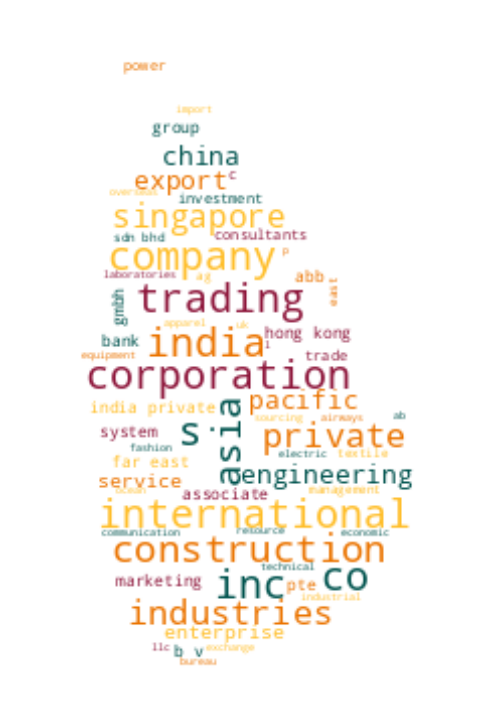 power
import
group
china
export c
overseas
investment
singapore
sdn bhd consultants
company p
laboratories ag abb
east
gmbh trading
apparel uk
bank india hong kong
l
equipment trade
corporation
india private pacific
ab
sourcing airways
system s. asia private
fashion electric textile
far east
service engineering
ocean associate management
international
communication resource economic
construction
technical
marketing inc pte co
industrial
industries
enterprise
llc b v exchange
bureau